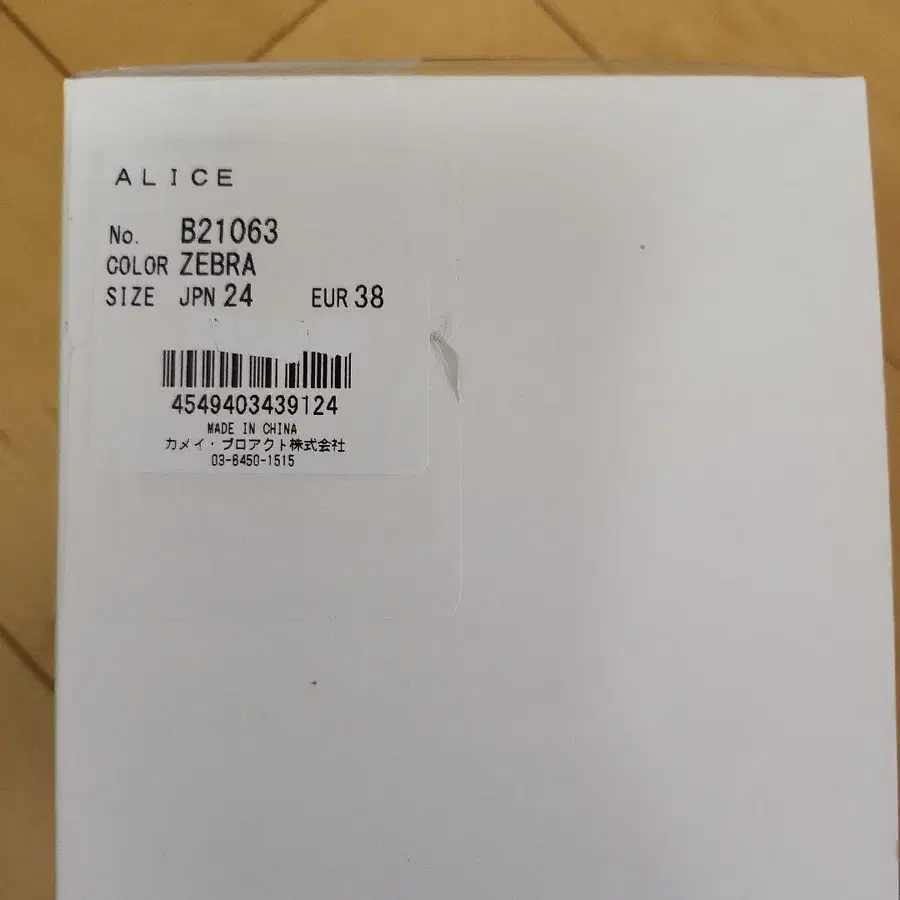 ALICE
No. B21063
COLOR ZEBRA
SIZE JPN 24 EUR 38
4549403439124
MADE IN CHINA
カメイ・プロアクト株式会社
03-6450-1515